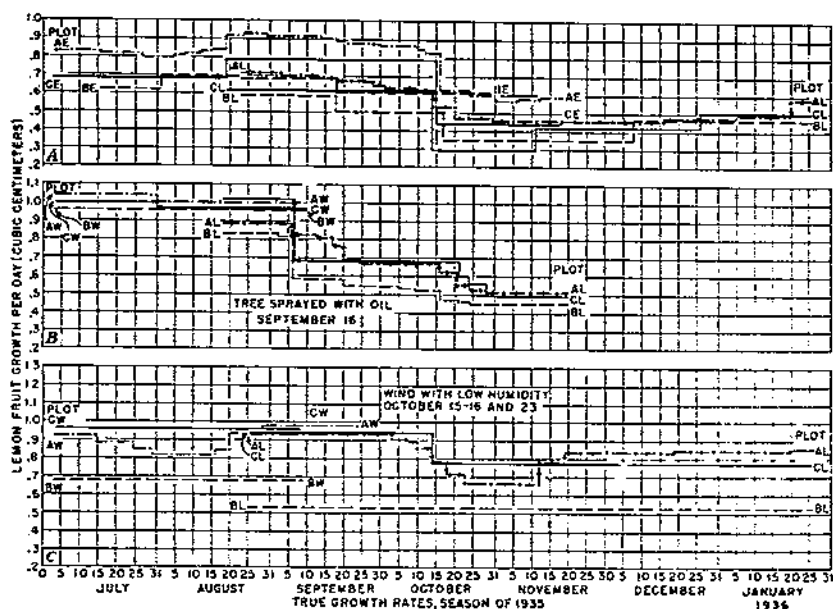 LEMON FRUIT GROWTH PER DAY (CUBIC CENTIMETERS)
1.0
.9
.8
.7
.6
.5
.4
.3
.2
PLOT
AE
CE
BE
AL
CL
BL
BE
AE
CE
PLOT
AL
CL
BL
A
1.2
1.1
1.0
.9
.8
.7
.6
.5
.4
.3
.2
PLOT
AW
CW
BW
AL
BL
AW
CW
BW
TREE SPRAYED WITH OIL
SEPTEMBER 16
PLOT
AL
CL
BL
B
1.3
1.2
1.1
1.0
.9
.8
.7
.6
.5
.4
.3
.2
PLOT
CW
AW
BW
AL
CL
BL
CW
AW
BW
WIND WITH LOW HUMIDITY
OCTOBER 15-16 AND 23
PLOT
AL
CL
BL
C
0 5 10 15 20 25 31 5 10 15 20 25 31 5 10 15 20 25 30 5 10 15 20 25 31 5 10 15 20 25 30 5 10 15 20 25 31 5 10 15 20 25 31
JULY AUGUST SEPTEMBER OCTOBER NOVEMBER DECEMBER JANUARY
TRUE GROWTH RATES, SEASON OF 1935
1936